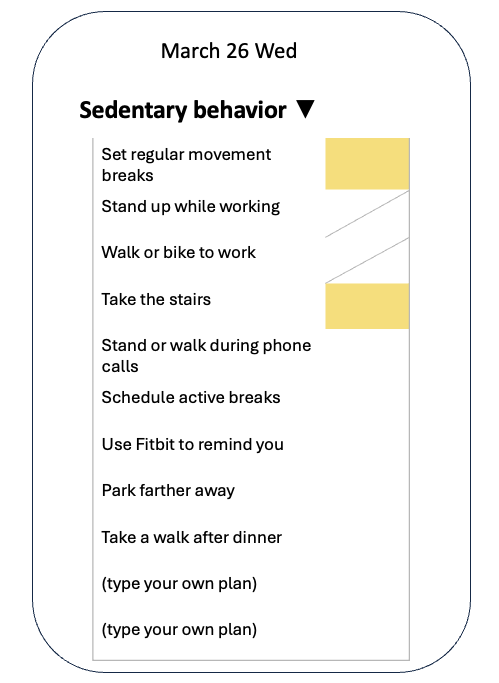 March 26 Wed
Sedentary behavior ▼
Set regular movement
breaks
Stand up while working
Walk or bike to work
Take the stairs
Stand or walk during phone
calls
Schedule active breaks
Use Fitbit to remind you
Park farther away
Take a walk after dinner
(type your own plan)
(type your own plan)